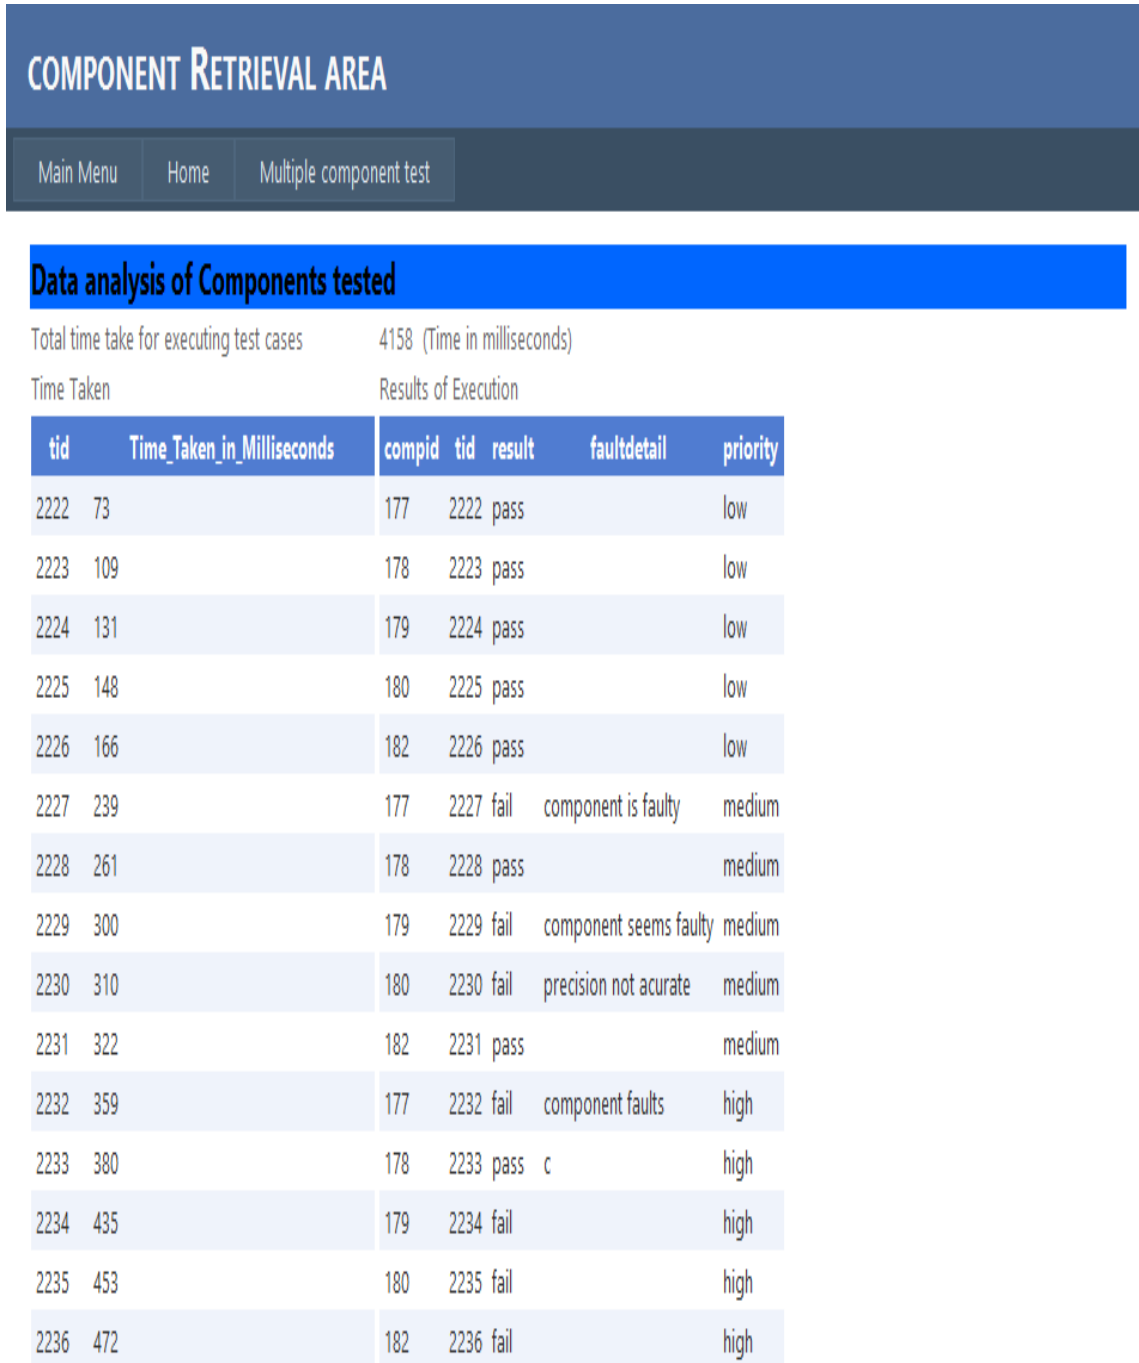 COMPONENT RETRIEVAL AREA
Main Menu Home Multiple component test
Data analysis of Components tested
Total time take for executing test cases 4158 (Time in milliseconds)
Time Taken Results of Execution
tid Time_Taken_in_Milliseconds compid tid result faultdetail priority
2222 73 177 2222 pass low
2223 109 178 2223 pass low
2224 131 179 2224 pass low
2225 148 180 2225 pass low
2226 166 182 2226 pass low
2227 239 177 2227 fail component is faulty medium
2228 261 178 2228 pass medium
2229 300 179 2229 fail component seems faulty medium
2230 310 180 2230 fail precision not acurate medium
2231 322 182 2231 pass medium
2232 359 177 2232 fail component faults high
2233 380 178 2233 pass c high
2234 435 179 2234 fail high
2235 453 180 2235 fail high
2236 472 182 2236 fail high